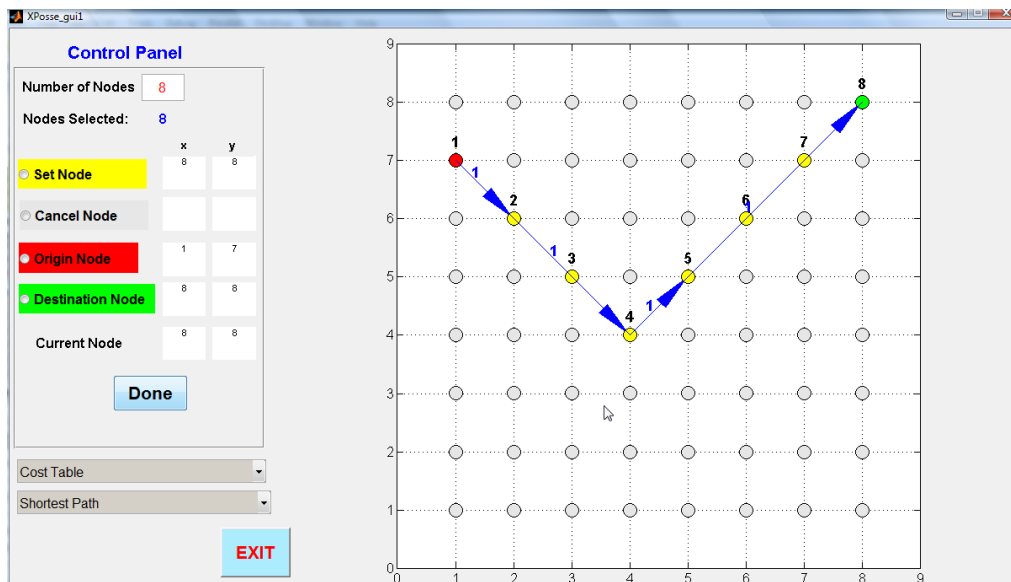 XPosse_gui1
Control Panel
Number of Nodes 8
Nodes Selected: 8
x y
Set Node 8 8
Cancel Node
Origin Node 1 7
Destination Node 8 8
Current Node 8 8
Done
Cost Table
Shortest Path
EXIT
9
8
7
6
5
4
3
2
1
0
0 1 2 3 4 5 6 7 8 9
8
1
7
1
2
6
1
1
3
5
1
4